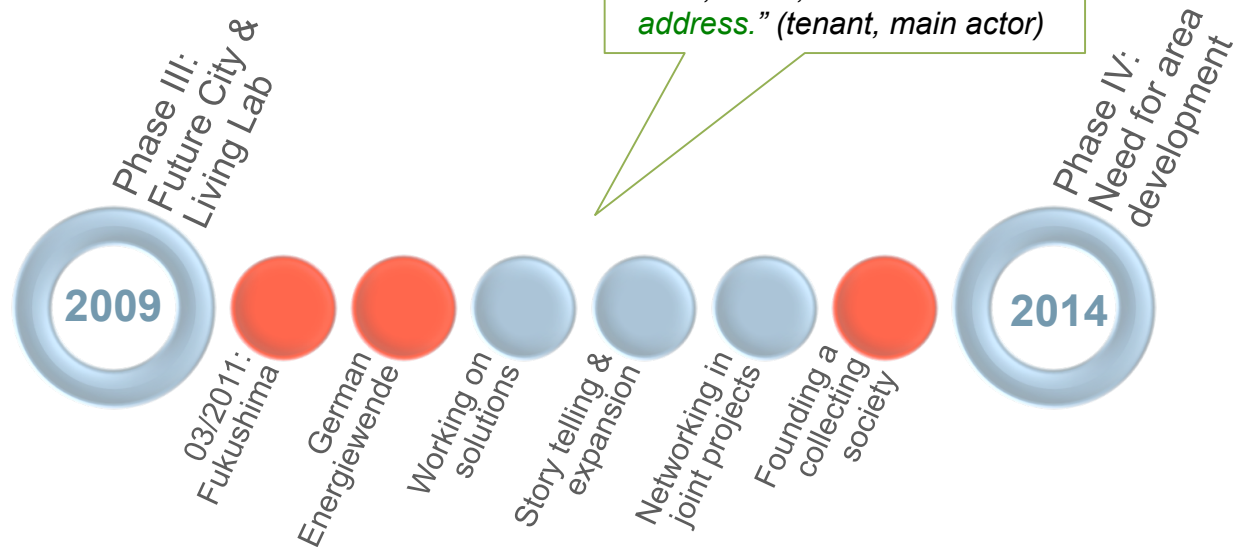 address.” (tenant, main actor)
Phase III:
Future City &
Living Lab
2009
03/2011:
Fukushima
German
Energiewende
Working on
solutions
Story telling &
expansion
Networking in
joint projects
Founding a
collecting
society
Phase IV:
Need for area
development
2014